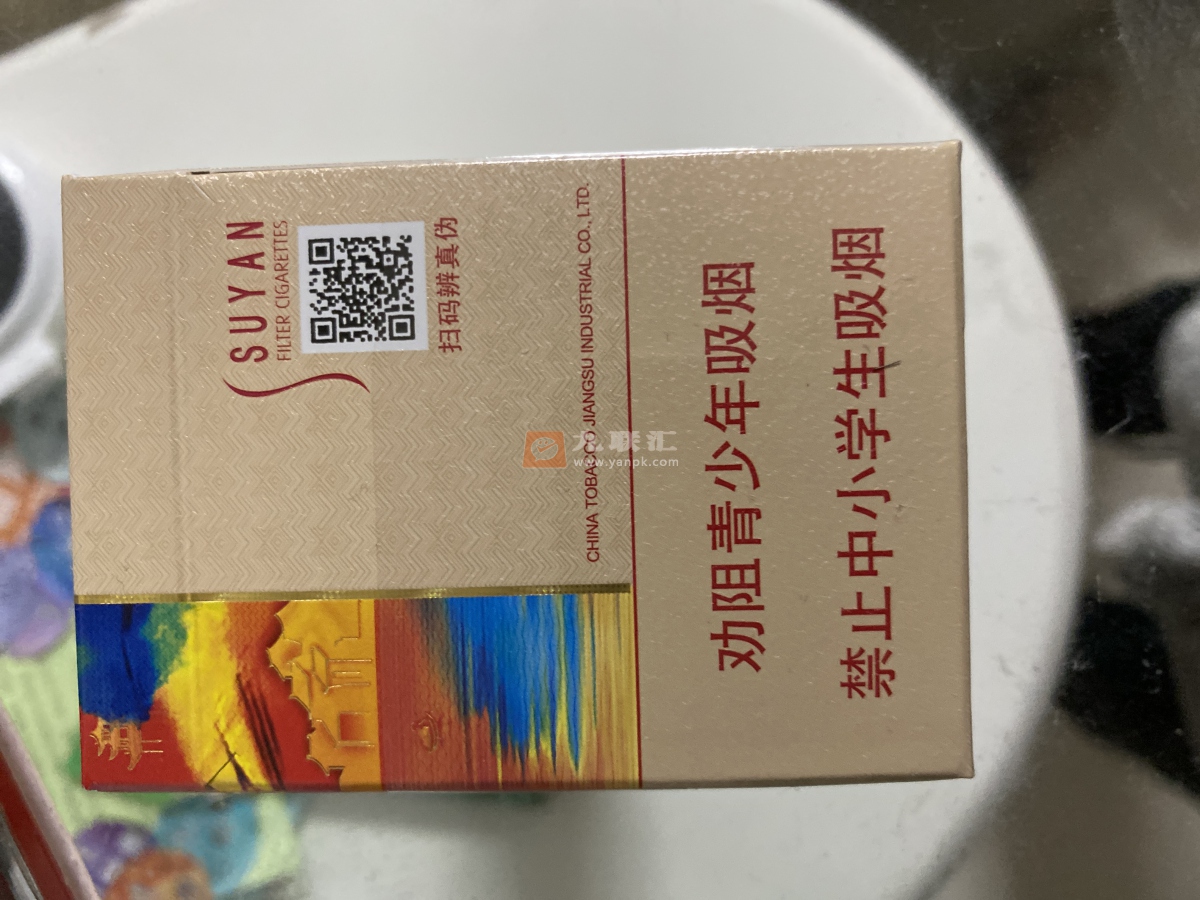 SUYAN
FILTER CIGARETTES
扫码辨真伪
CHINA TOBACCO JIANGSU INDUSTRIAL CO., LTD.
劝阻青少年吸烟
禁止中小学生吸烟
龙联汇
www.yanpk.com